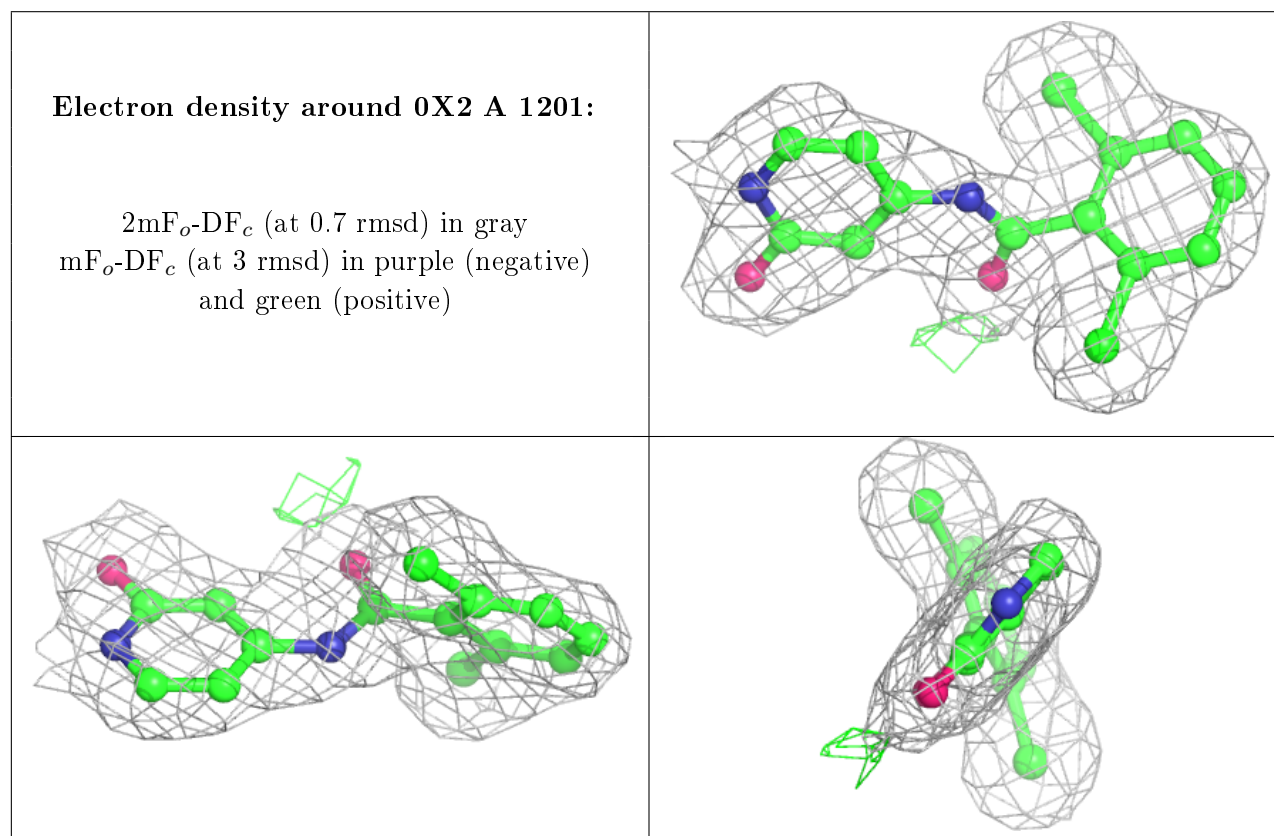 Electron density around 0X2 A 1201:
2mFₒ-DF𝒸 (at 0.7 rmsd) in gray
mFₒ-DF𝒸 (at 3 rmsd) in purple (negative)
and green (positive)